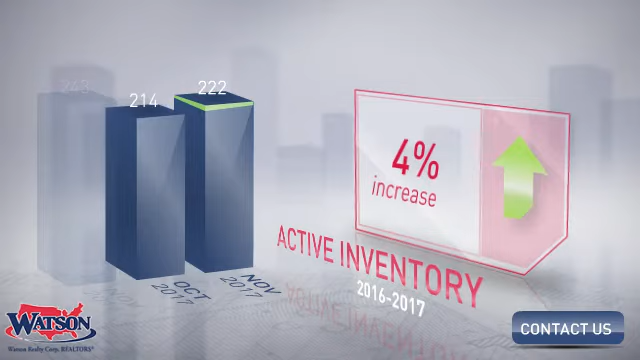 214
222
OCT
2017
NOV
2017
4%
increase
ACTIVE INVENTORY
2016-2017
WATSON
Watson Realty Corp. REALTORS®
CONTACT US